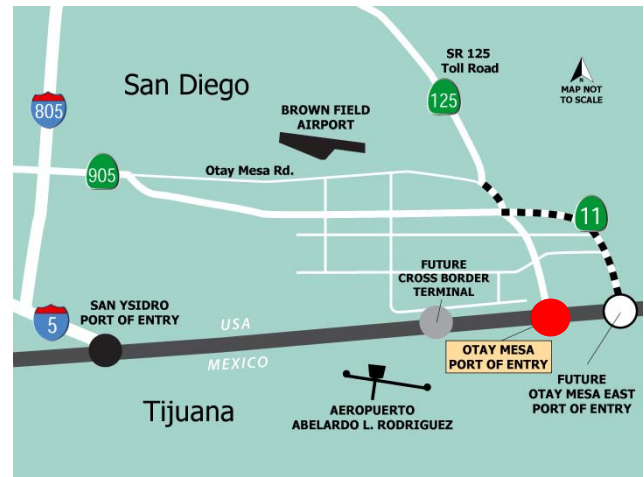 SR 125
Toll Road
San Diego
MAP NOT
TO SCALE
805
125
BROWN FIELD
AIRPORT
Otay Mesa Rd.
905
11
FUTURE
CROSS BORDER
TERMINAL
SAN YSIDRO
PORT OF ENTRY
5
USA
MEXICO
OTAY MESA
PORT OF ENTRY
FUTURE
OTAY MESA EAST
PORT OF ENTRY
Tijuana
AEROPUERTO
ABELARDO L. RODRIGUEZ